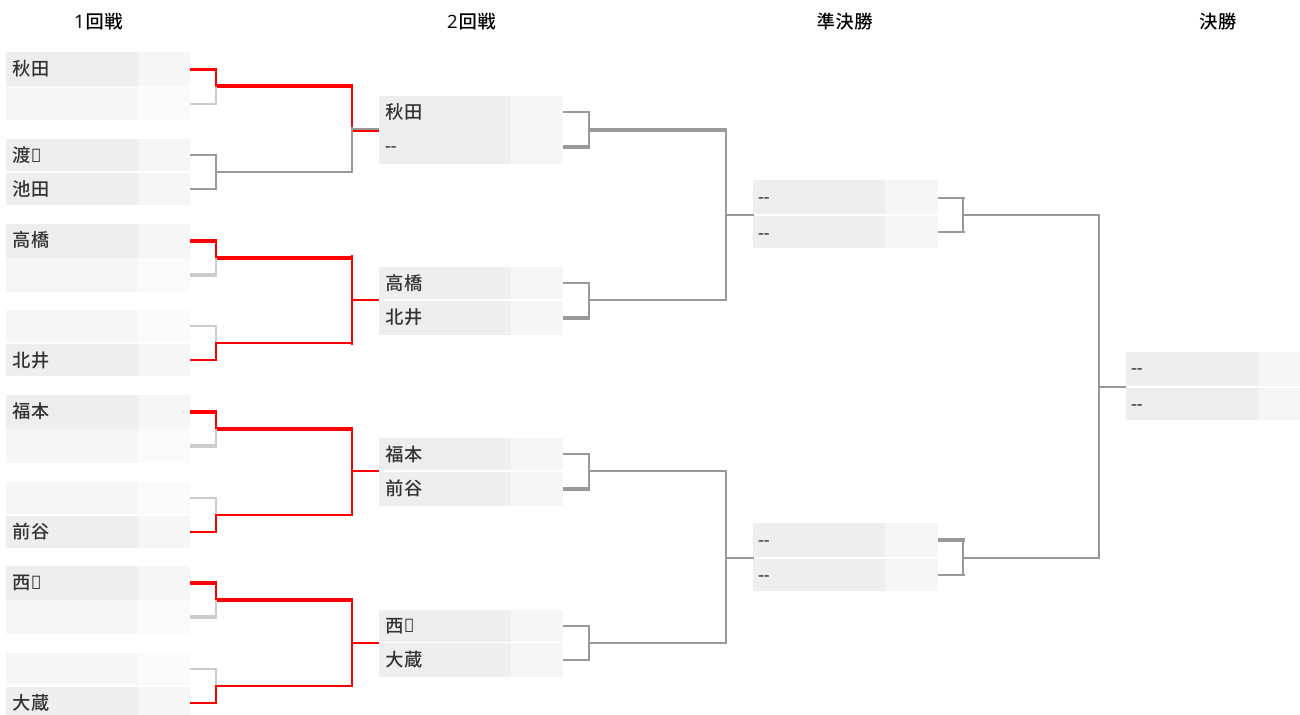 1回戦 2回戦 準決勝 決勝
秋田
渡
池田
高橋
北井
福本
前谷
西
大蔵
秋田
--
高橋
北井
福本
前谷
西
大蔵
--
--
--
--
--
--